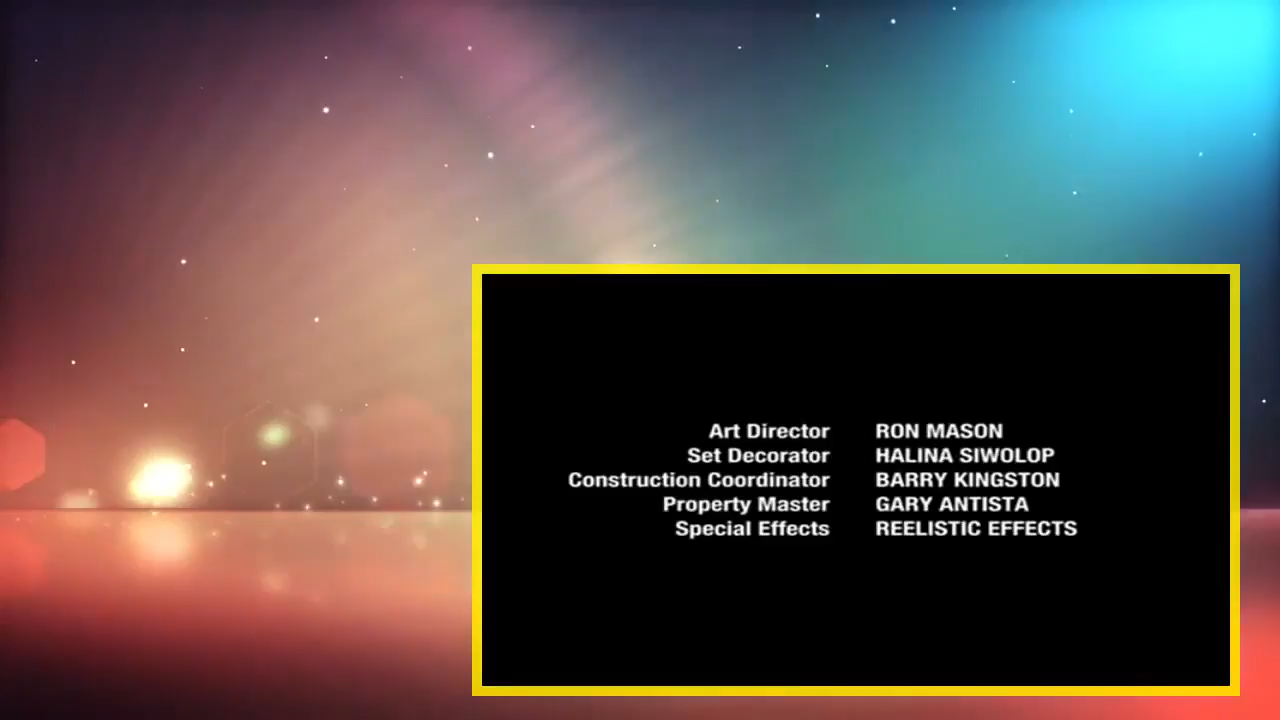 Art Director RON MASON
Set Decorator HALINA SIWOLOP
Construction Coordinator BARRY KINGSTON
Property Master GARY ANTISTA
Special Effects REELISTIC EFFECTS